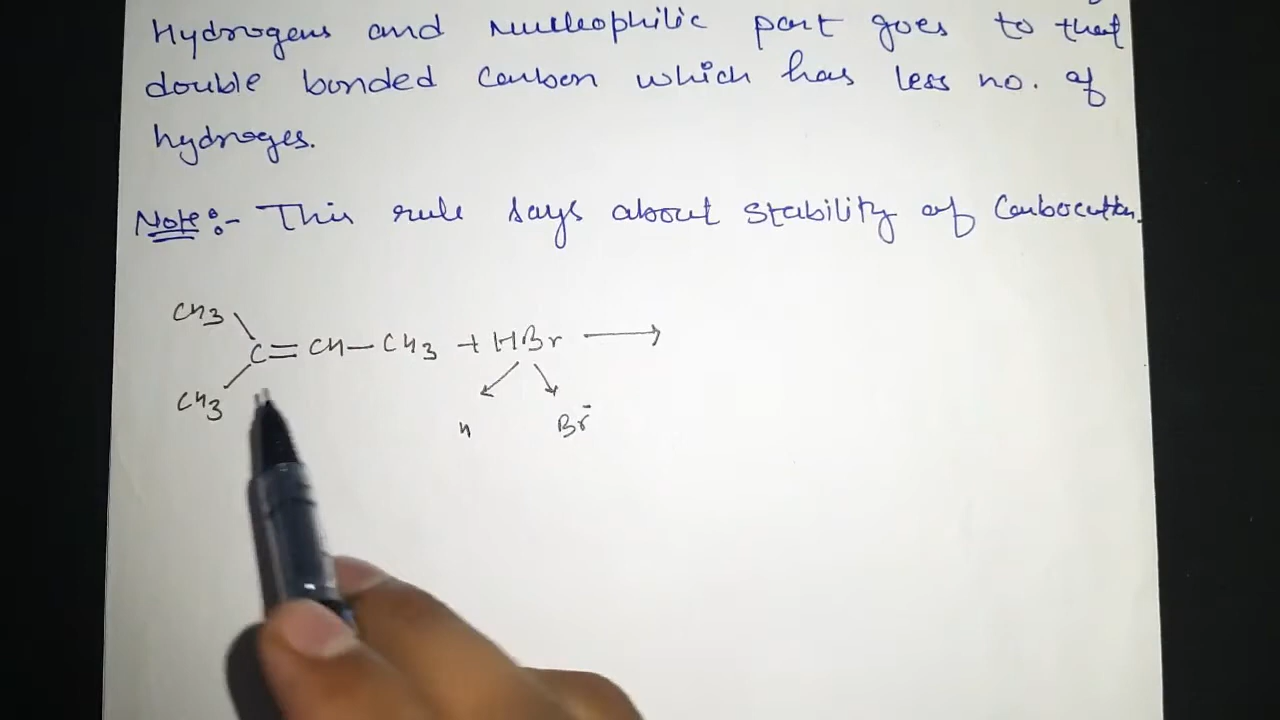 Hydrogens and nucleophilic part goes to that
double bonded carbon which has less no. of
hydroges.
Note:- This rule says about stability of Carbocation.
CH3
C=CH-CH3 + HBr →
CH3
H Br-